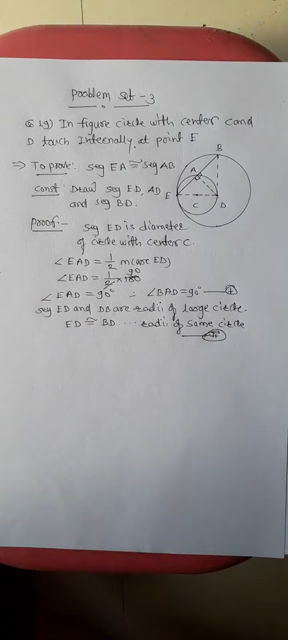 Problem set -3
Q 19) In figure circle with center C and
D touch Internally at point E
⇒ To prove: seg EA ≅ seg AB
const: Draw seg ED, AD
and seg BD.
Proof:-
seg ED is diameter
of circle with center C.
∠EAD = 1/2 m(arc ED)
∠EAD = 1/2 × 180 90
∠EAD = 90° ∴ ∠BAD = 90° — ①
seg ED and DB are radii of large circle.
ED ≅ BD .... radii of same circle
B
A
E
C
D